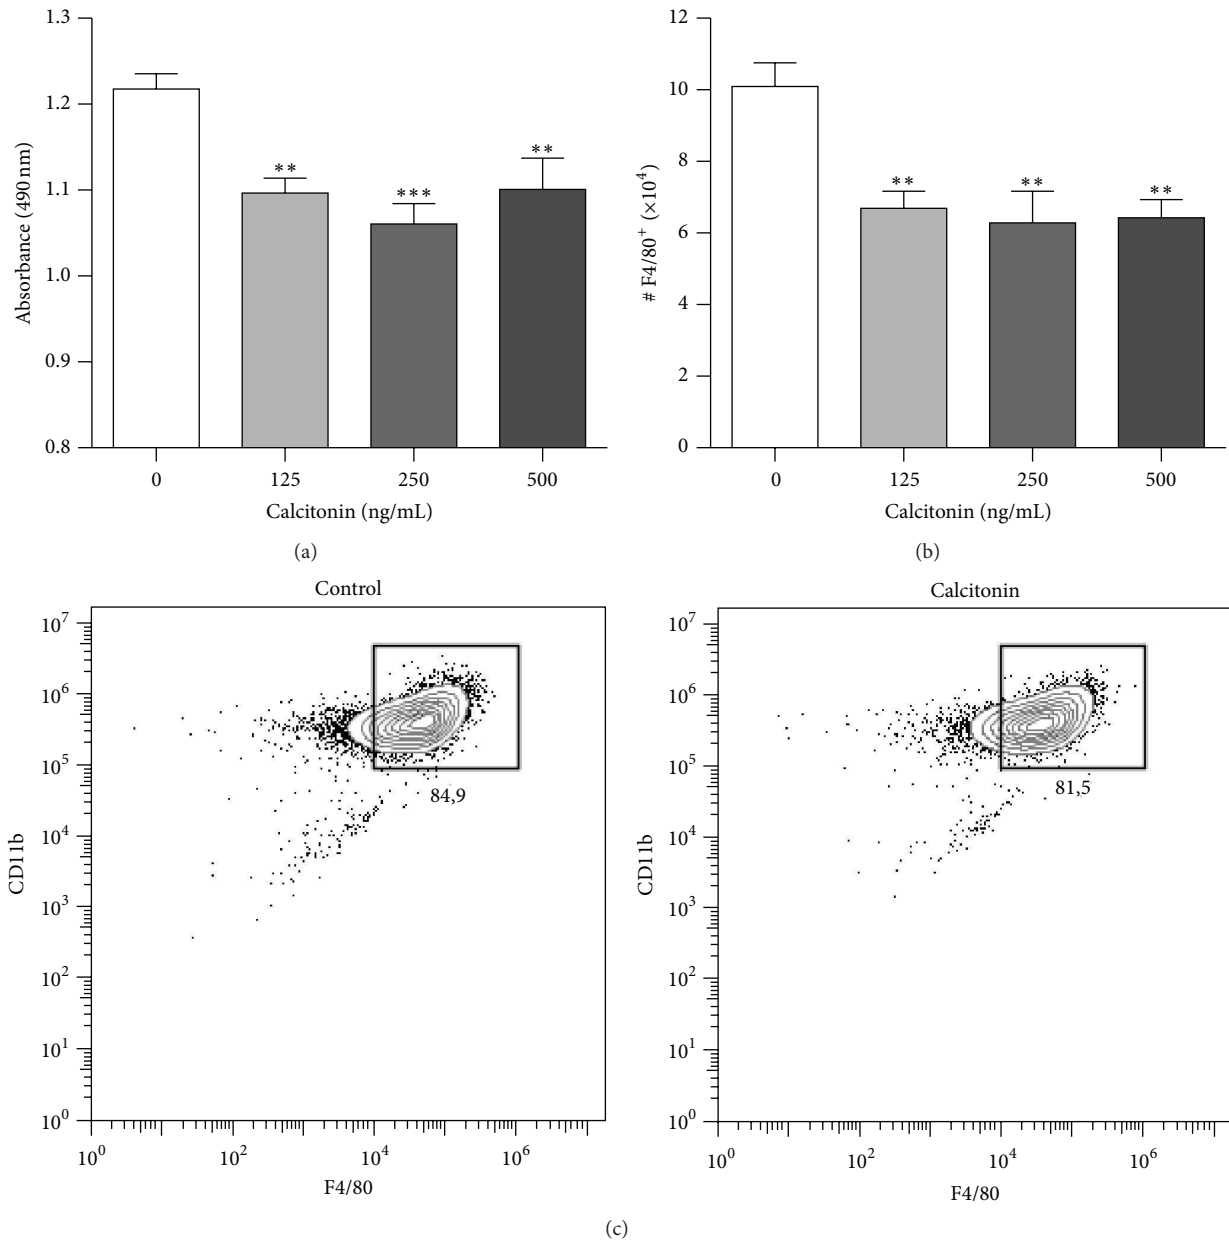 1.3
1.2
1.1
1.0
0.9
0.8
Absorbance (490 nm)
**
***
**
0 125 250 500
Calcitonin (ng/mL)
(a)
12
10
8
6
4
2
0
# F4/80⁺ (×10⁴)
**
**
**
0 125 250 500
Calcitonin (ng/mL)
(b)
Control
10⁷
10⁶
10⁵
10⁴
10³
10²
10¹
10⁰
CD11b
84,9
10⁰ 10² 10⁴ 10⁶
F4/80
Calcitonin
10⁷
10⁶
10⁵
10⁴
10³
10²
10¹
10⁰
CD11b
81,5
10⁰ 10² 10⁴ 10⁶
F4/80
(c)